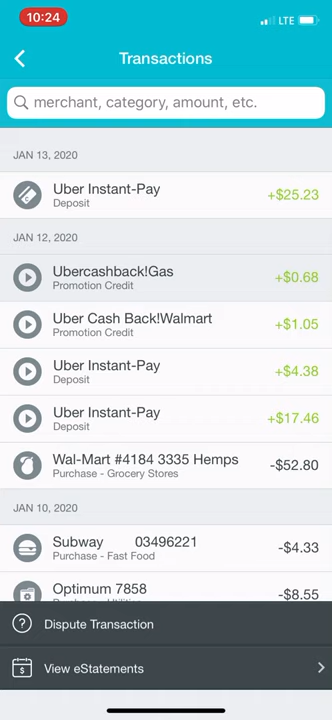 10:24
LTE
Transactions
merchant, category, amount, etc.
JAN 13, 2020
Uber Instant-Pay +$25.23
Deposit
JAN 12, 2020
Ubercashback!Gas +$0.68
Promotion Credit
Uber Cash Back!Walmart +$1.05
Promotion Credit
Uber Instant-Pay +$4.38
Deposit
Uber Instant-Pay +$17.46
Deposit
Wal-Mart #4184 3335 Hemps -$52.80
Purchase - Grocery Stores
JAN 10, 2020
Subway 03496221 -$4.33
Purchase - Fast Food
Optimum 7858 -$8.55
Purchase - Utilities
Dispute Transaction
View eStatements